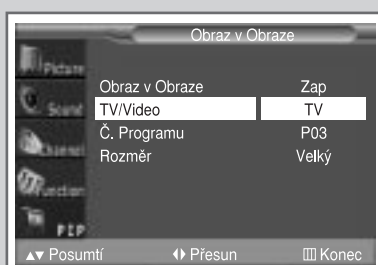 Obraz v Obraze
Picture
Obraz v Obraze Zap
Sound
TV/Video TV
Č. Programu P03
Channel
Rozměr Velký
Function
PIP
▲▼ Posumtí ◄► Přesun Konec